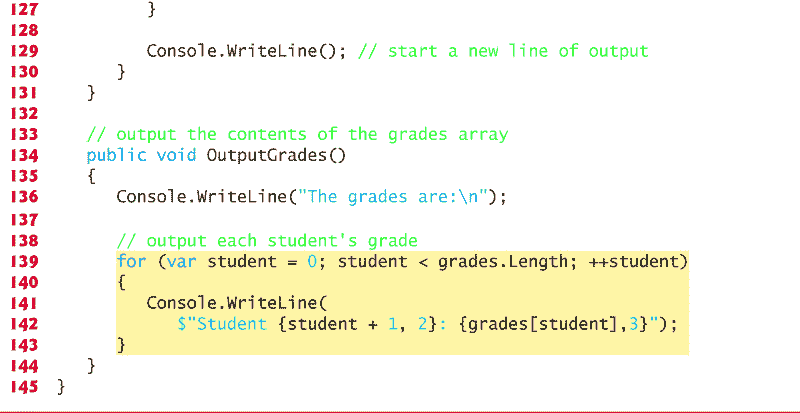 127 }
128
129 Console.WriteLine(); // start a new line of output
130 }
131 }
132
133 // output the contents of the grades array
134 public void OutputGrades()
135 {
136 Console.WriteLine("The grades are:\n");
137
138 // output each student's grade
139 for (var student = 0; student < grades.Length; ++student)
140 {
141 Console.WriteLine(
142 $"Student {student + 1, 2}: {grades[student],3}");
143 }
144 }
145 }